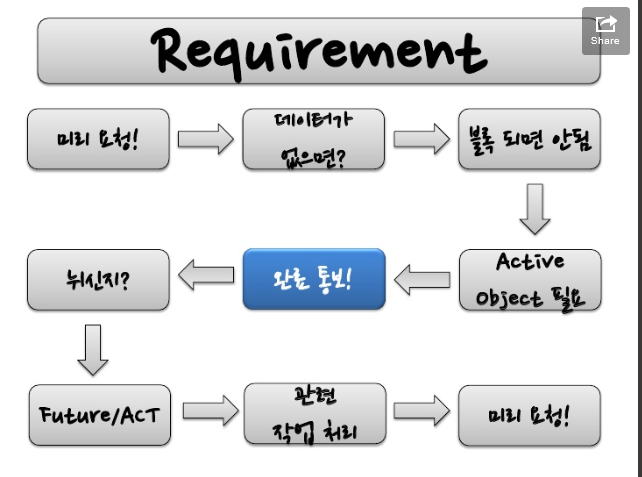 Requirement
Share
미리 요청!
데이터가
없으면?
블록 되면 안됨
Active
Object 필요
완료 통보!
뉘신지?
Future/ACT
관련
작업 처리
미리 요청!